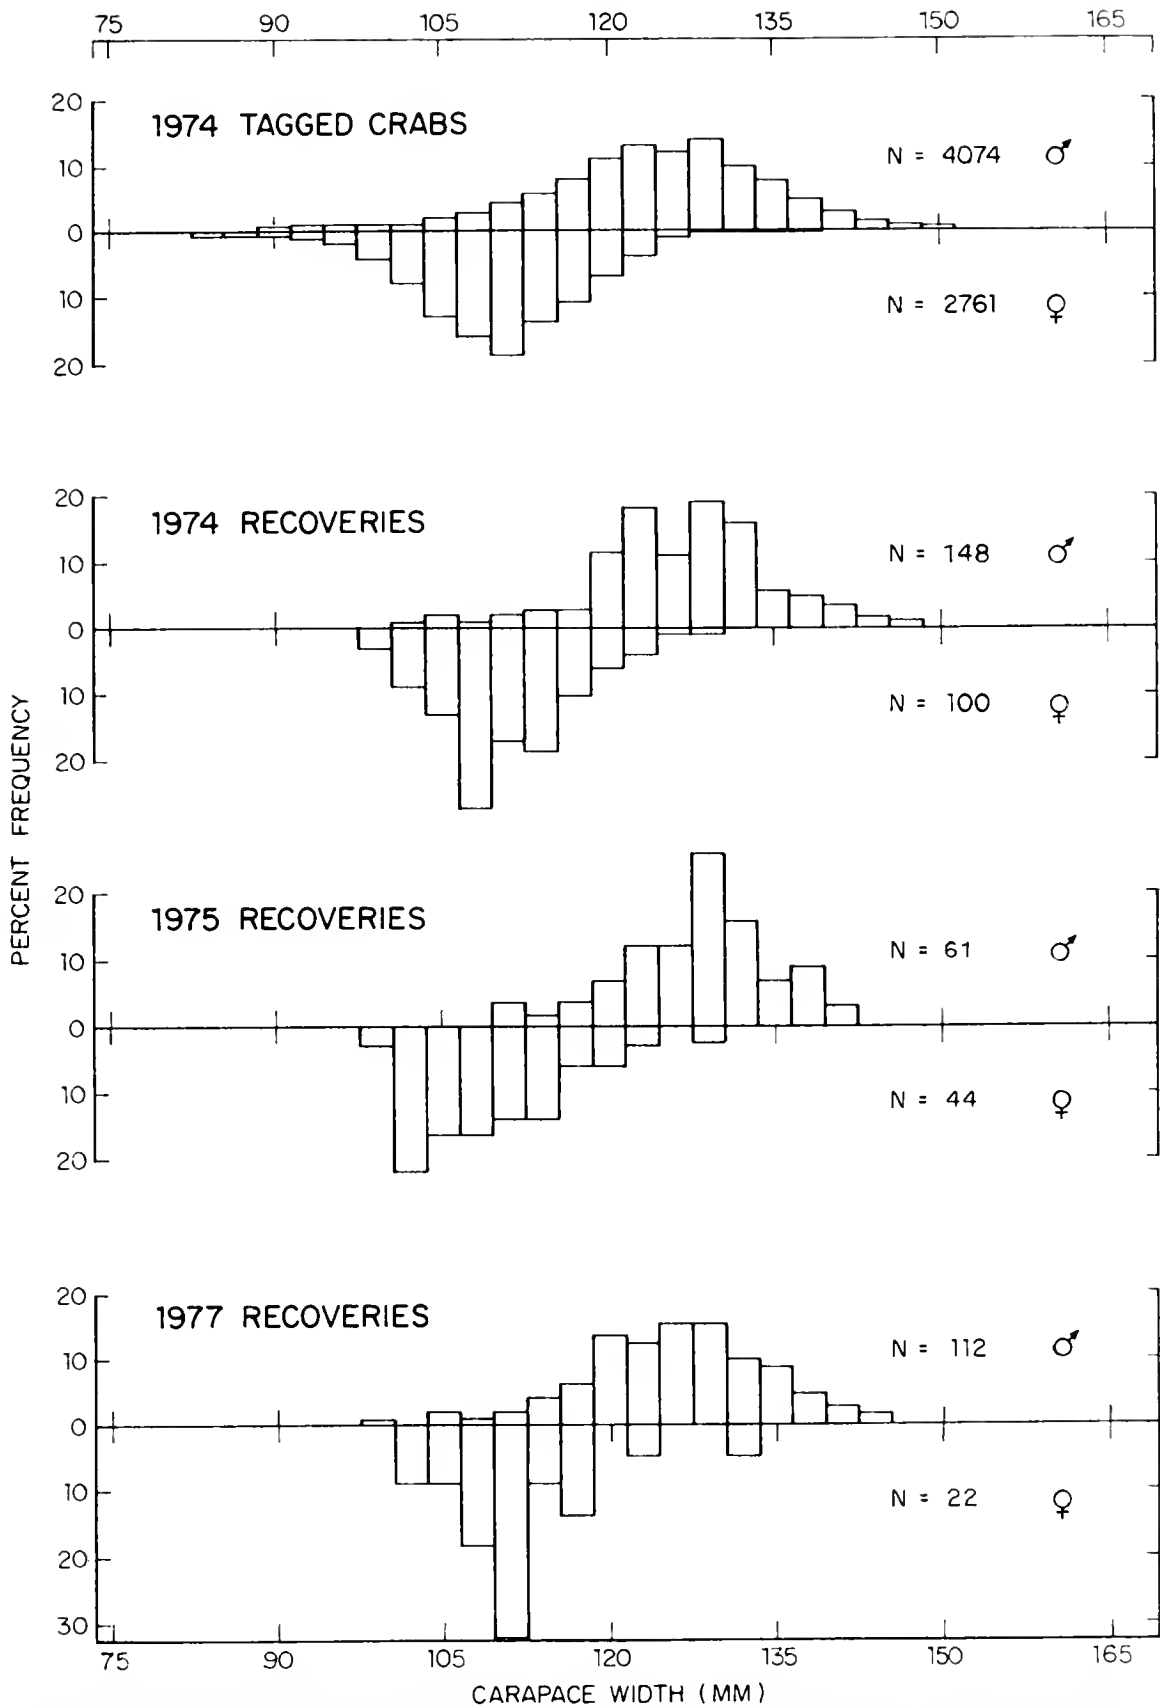 75 90 105 120 135 150 165
20
1974 TAGGED CRABS
10
N = 4074 ♂
0
10
N = 2761 ♀
20
20
1974 RECOVERIES
10
N = 148 ♂
0
10
N = 100 ♀
20
PERCENT FREQUENCY
20
1975 RECOVERIES
10
N = 61 ♂
0
10
N = 44 ♀
20
20
1977 RECOVERIES
10
N = 112 ♂
0
10
N = 22 ♀
20
30
75 90 105 120 135 150 165
CARAPACE WIDTH (MM)